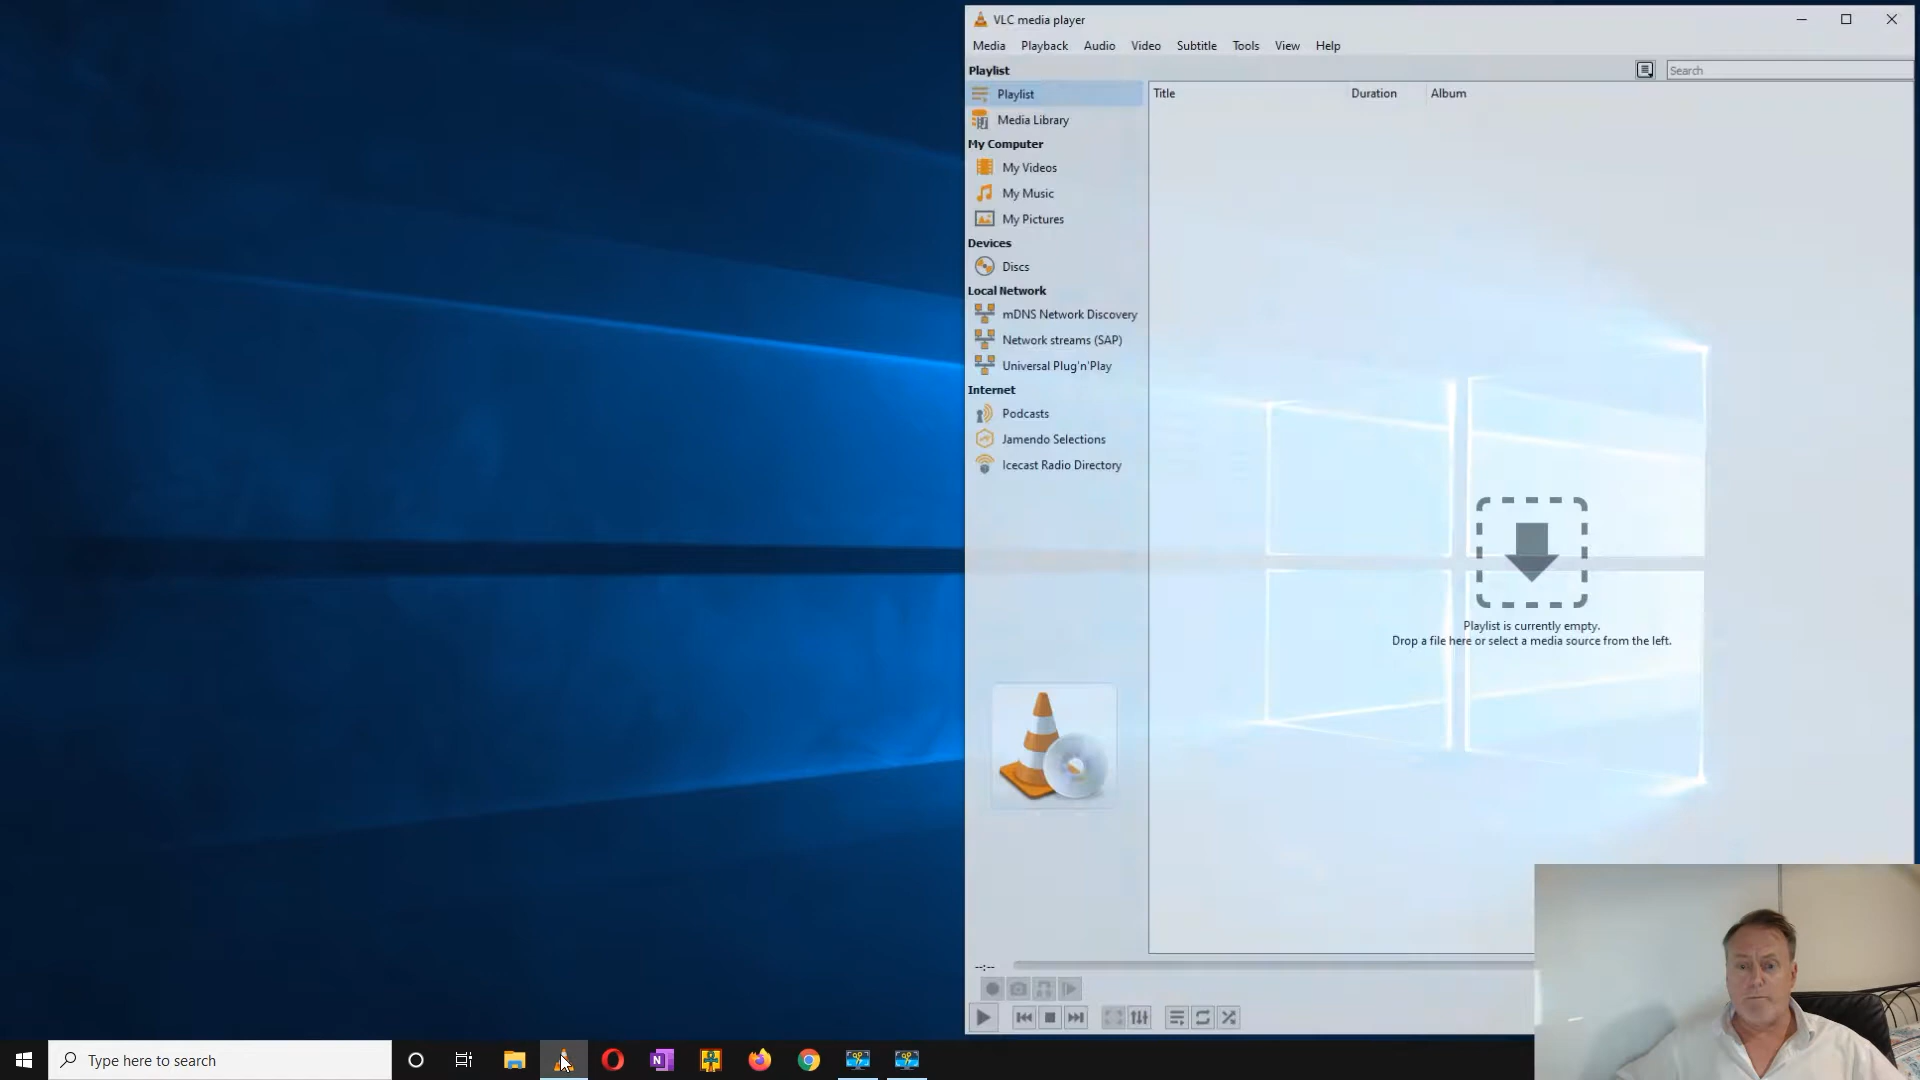 VLC media player
Media Playback Audio Video Subtitle Tools View Help
Playlist
Search
Playlist
Title Duration Album
Media Library
My Computer
My Videos
My Music
My Pictures
Devices
Discs
Local Network
mDNS Network Discovery
Network streams (SAP)
Universal Plug'n'Play
Internet
Podcasts
Jamendo Selections
Icecast Radio Directory
Playlist is currently empty.
Drop a file here or select a media source from the left.
--:--
Type here to search
N